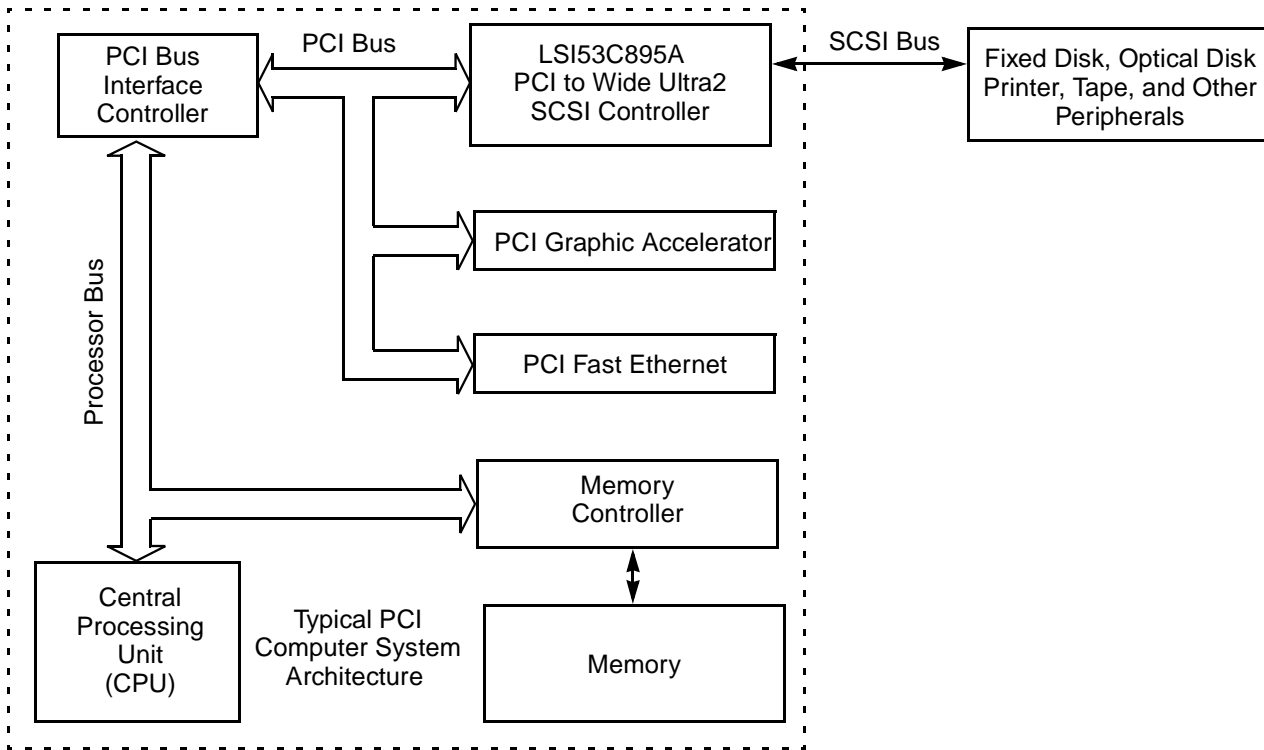 PCI Bus
Interface
Controller
PCI Bus
LSI53C895A
PCI to Wide Ultra2
SCSI Controller
SCSI Bus
Fixed Disk, Optical Disk
Printer, Tape, and Other
Peripherals
PCI Graphic Accelerator
Processor Bus
PCI Fast Ethernet
Memory
Controller
Central
Processing
Unit
(CPU)
Typical PCI
Computer System
Architecture
Memory